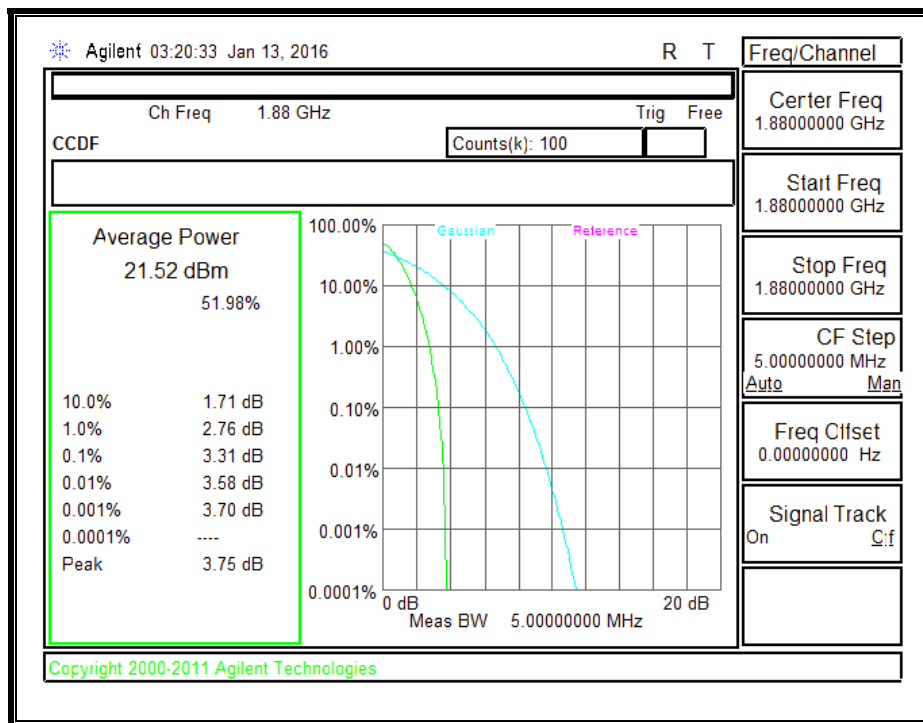 Agilent 03:20:33 Jan 13, 2016 R T
Freq/Channel
Ch Freq 1.88 GHz Trig Free
CCDF Counts(k): 100
Average Power
21.52 dBm
51.98%
10.0% 1.71 dB
1.0% 2.76 dB
0.1% 3.31 dB
0.01% 3.58 dB
0.001% 3.70 dB
0.0001% ----
Peak 3.75 dB
Gaussian Reference
100.00%
10.00%
1.00%
0.10%
0.01%
0.001%
0.0001%
0 dB 20 dB
Meas BW 5.00000000 MHz
Center Freq
1.88000000 GHz
Start Freq
1.88000000 GHz
Stop Freq
1.88000000 GHz
CF Step
5.00000000 MHz
Auto Man
Freq Offset
0.00000000 Hz
Signal Track
On Off
Copyright 2000-2011 Agilent Technologies